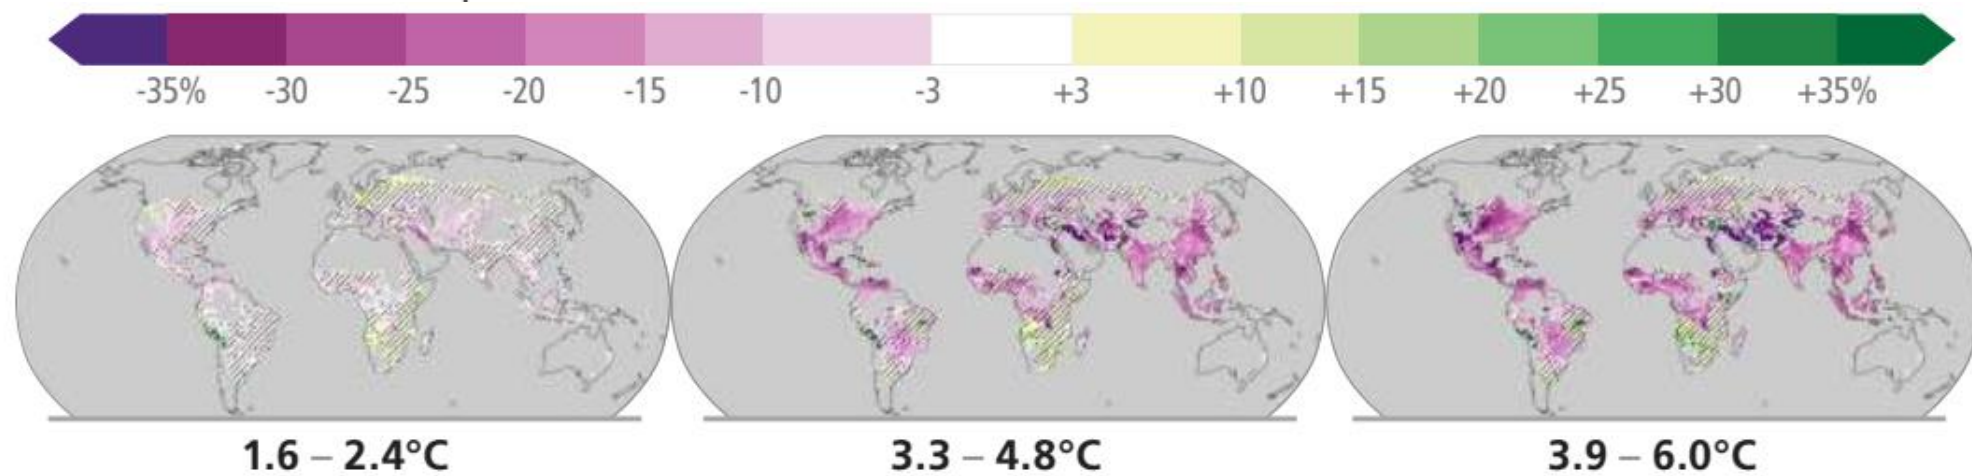 -35% -30 -25 -20 -15 -10 -3 +3 +10 +15 +20 +25 +30 +35%
1.6 – 2.4°C 3.3 – 4.8°C 3.9 – 6.0°C